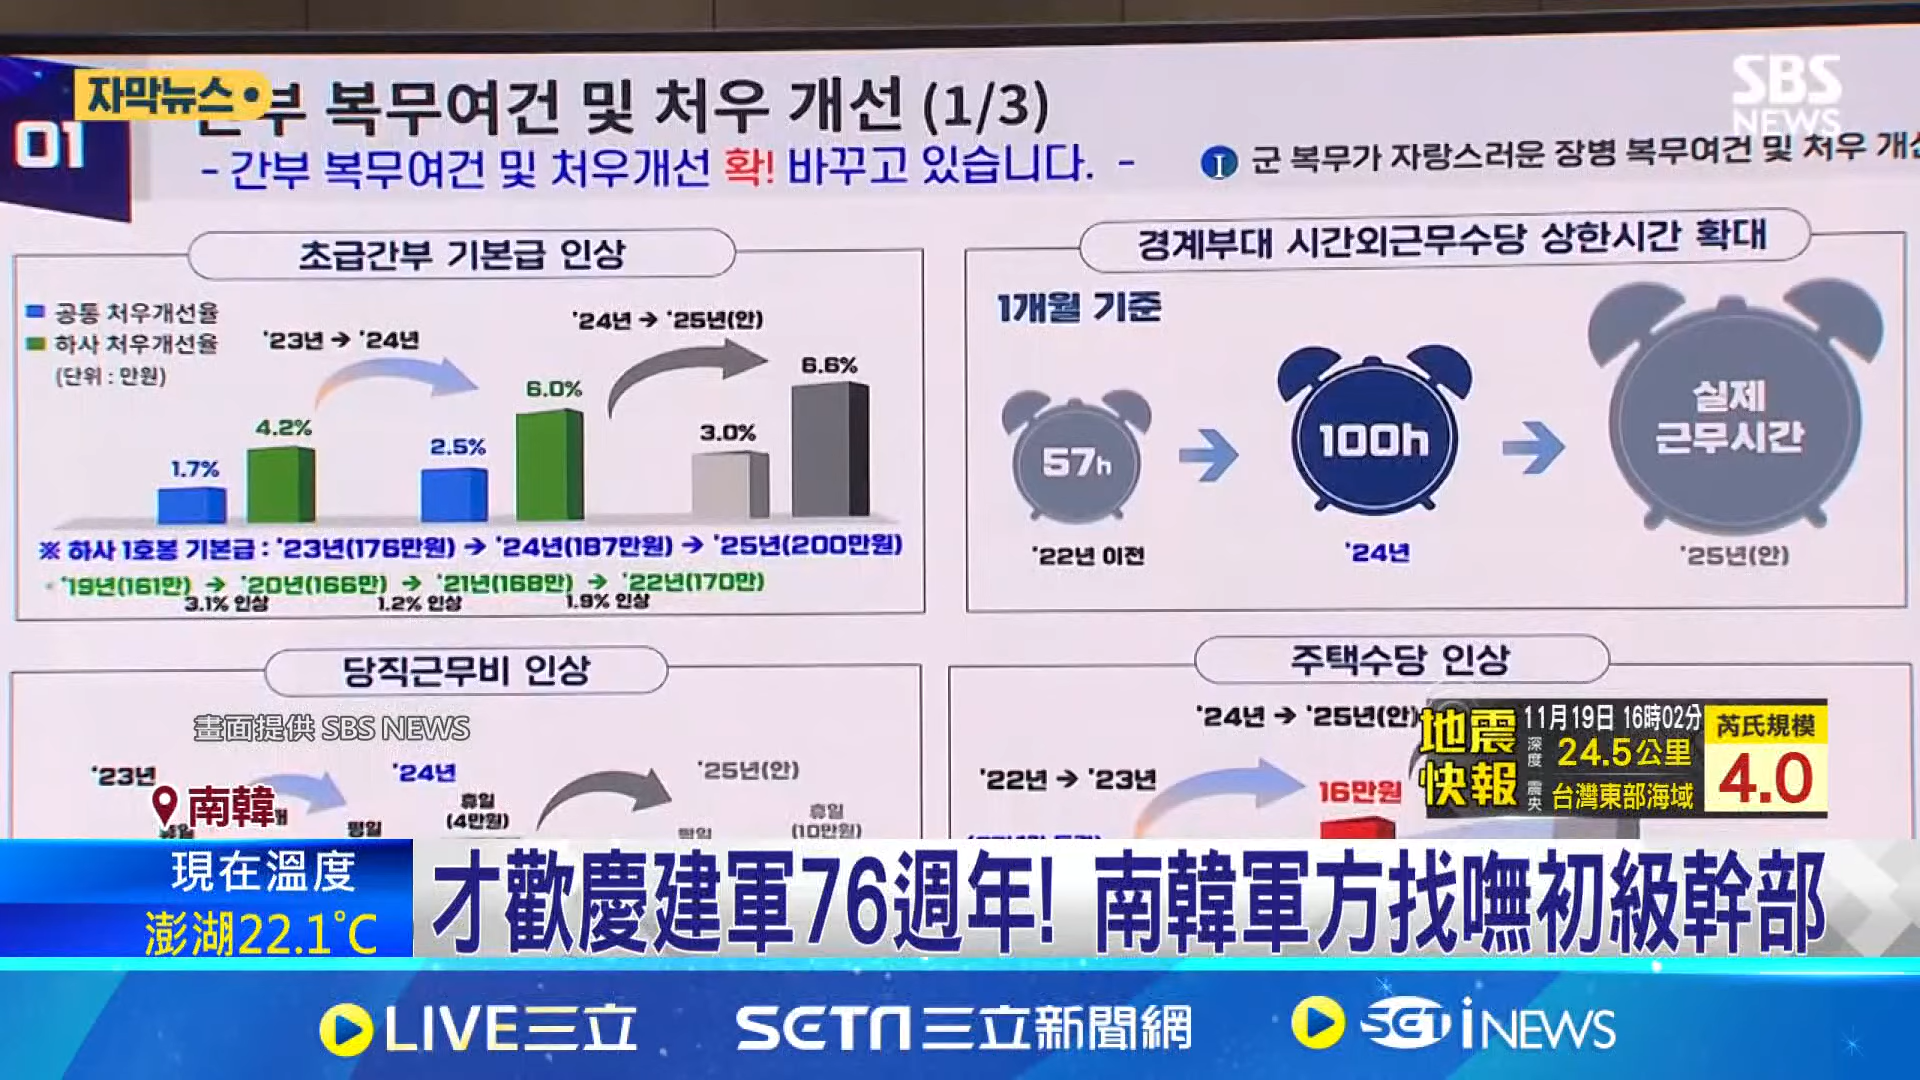 자막뉴스
SBS
NEWS
01
부 복무여건 및 처우 개선 (1/3)
- 간부 복무여건 및 처우개선 확! 바꾸고 있습니다. -
군 복무가 자랑스러운 장병 복무여건 및 처우
초급간부 기본급 인상
공통 처우개선율
하사 처우개선율
(단위 : 만원)
'23년 → '24년
'24년 → '25년(안)
1.7%
4.2%
2.5%
6.0%
3.0%
6.6%
※ 하사 1호봉 기본급 : '23년(176만원) → '24년(187만원) → '25년(200만원)
'19년(161만) → '20년(166만) → '21년(168만) → '22년(170만)
3.1% 인상
1.2% 인상
1.9% 인상
경계부대 시간외근무수당 상한시간 확대
1개월 기준
57h
100h
실제
근무시간
'22년 이전
'24년
'25년(안)
당직근무비 인상
'23년
'24년
'25년(안)
평일
휴일
(4만원)
평일
휴일
(10만원)
주택수당 인상
'24년 → '25년(안)
'22년 → '23년
16만원
畫面提供 SBS NEWS
南韓
地震
快報
11月19日 16時02分
深度 24.5公里
震央 台灣東部海域
芮氏規模
4.0
現在溫度
澎湖22.1°C
才歡慶建軍76週年! 南韓軍方找嘸初級幹部
LIVE三立
SETN三立新聞網
SETiNEWS